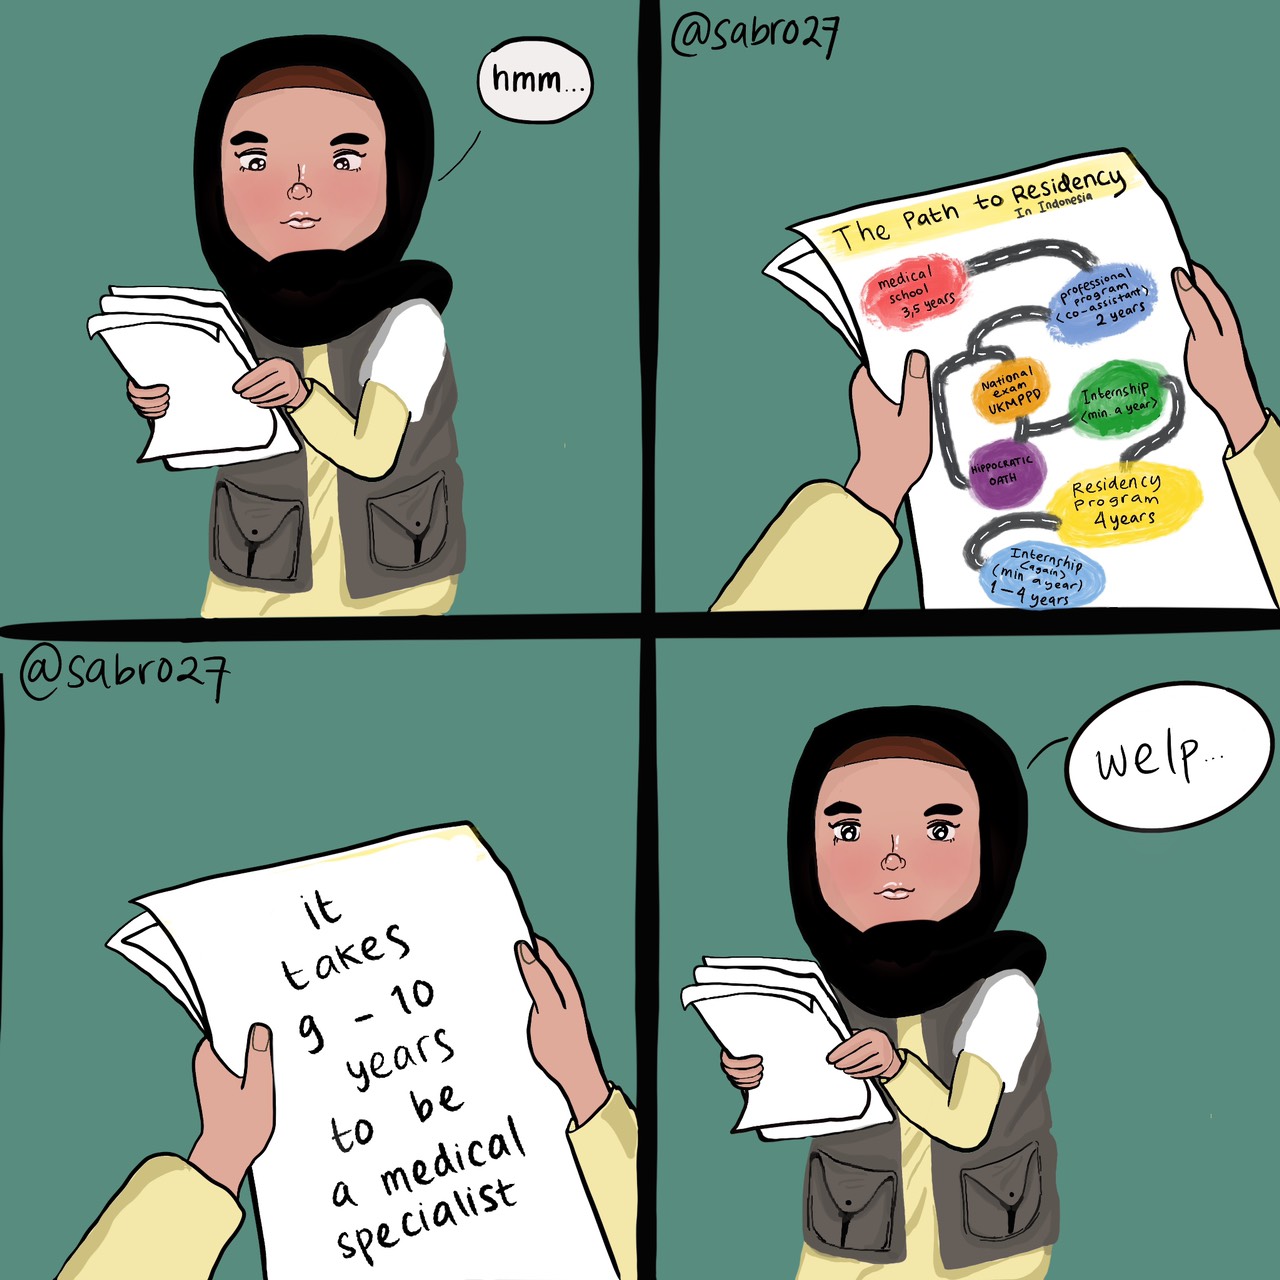 hmm...
@sabro27
The Path to Residency
In Indonesia
medical
school
3,5 years
professional
program
(co-assistant)
2 years
National
exam
UKMPPD
Internship
(min. a year)
HIPPOCRATIC
OATH
Residency
Program
4 years
Internship
(again)
(min a year)
1-4 years
@sabro27
it
takes
9 - 10
years
to be
a medical
specialist
welp...